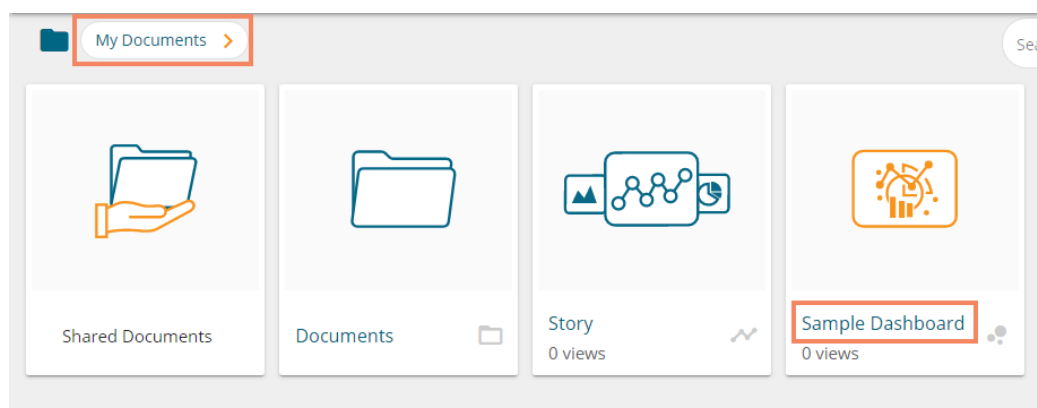 My Documents
Shared Documents
Documents
Story
0 views
Sample Dashboard
0 views